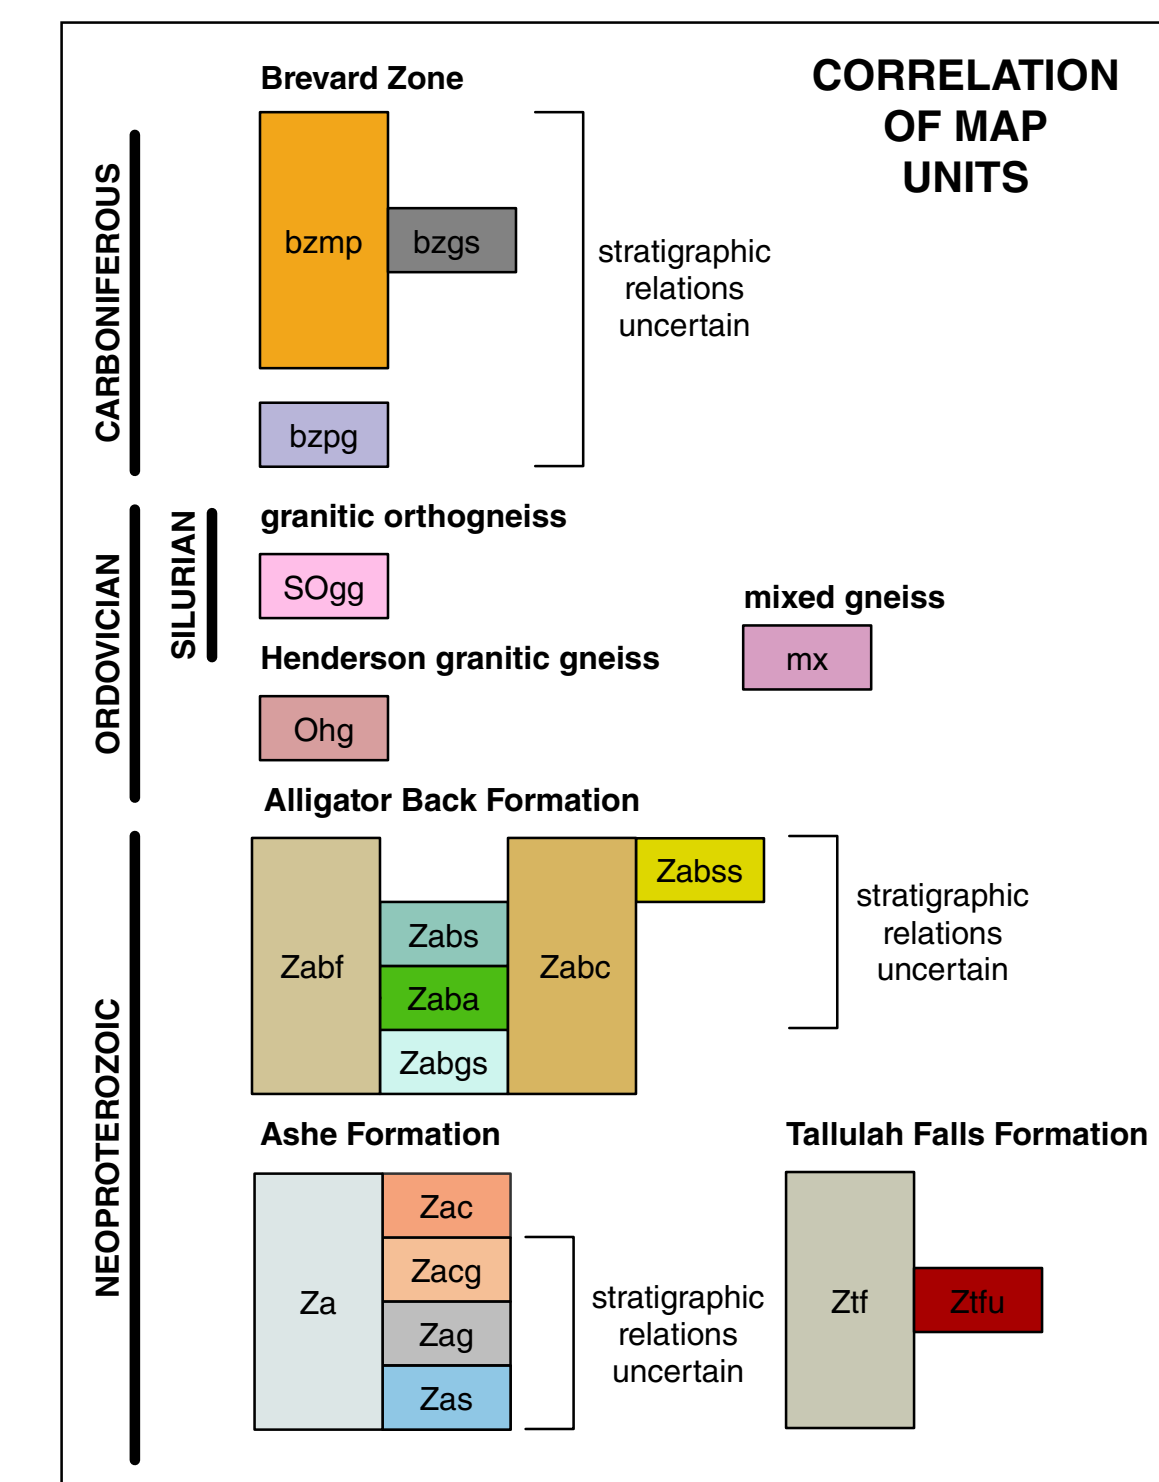 CORRELATION
OF MAP
UNITS
CARBONIFEROUS
Brevard Zone
bzmp
bzgs
stratigraphic
relations
uncertain
bzpg
ORDOVICIAN
SILURIAN
granitic orthogneiss
SOgg
mixed gneiss
mx
Henderson granitic gneiss
Ohg
NEOPROTEROZOIC
Alligator Back Formation
Zabf
Zabs
Zaba
Zabgs
Zabc
Zabss
stratigraphic
relations
uncertain
Ashe Formation
Za
Zac
Zacg
Zag
Zas
stratigraphic
relations
uncertain
Tallulah Falls Formation
Ztf
Ztfu